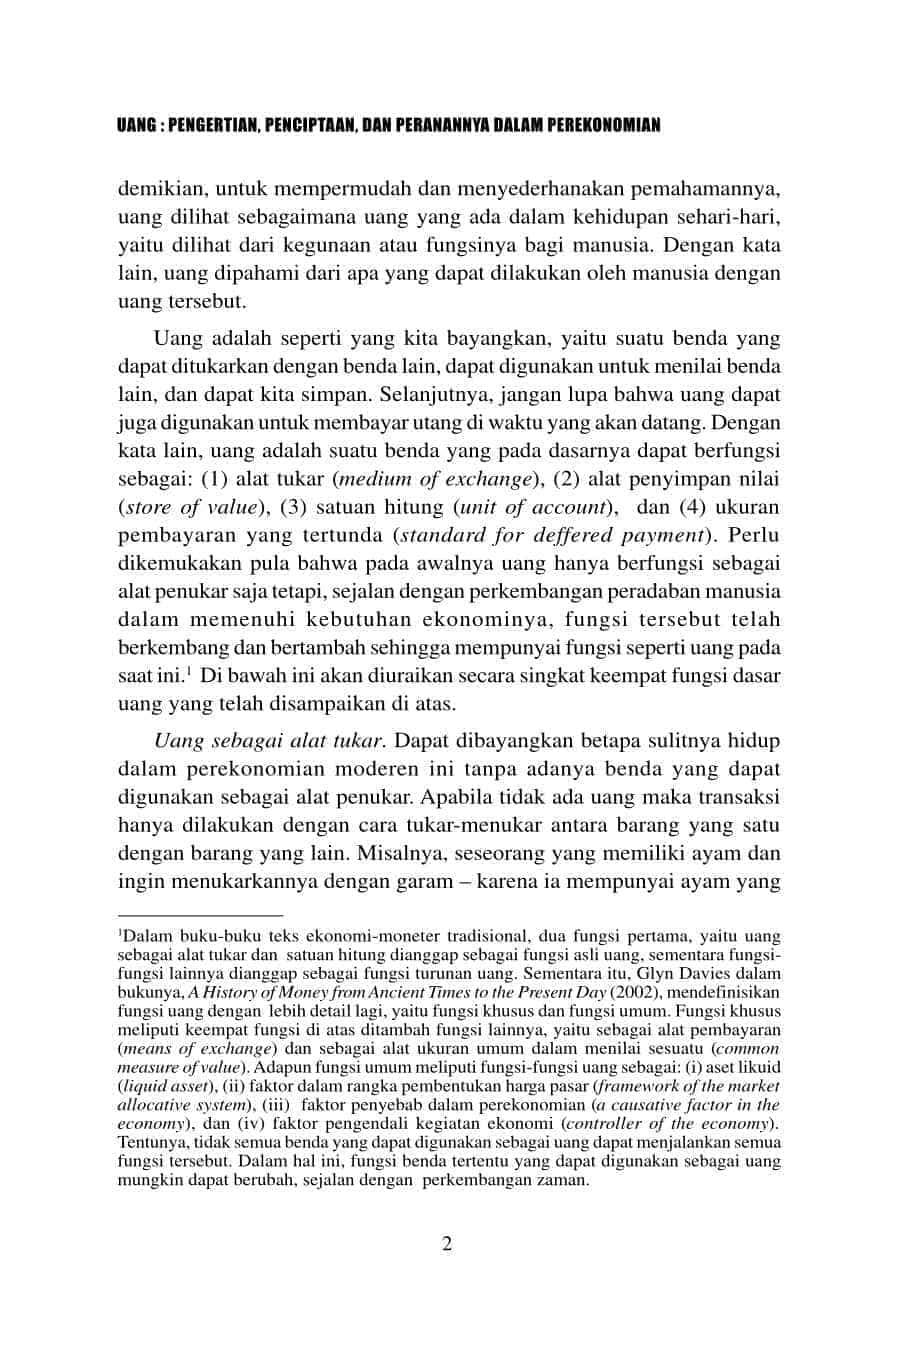 UANG : PENGERTIAN, PENCIPTAAN, DAN PERANANNYA DALAM PEREKONOMIAN
demikian, untuk mempermudah dan menyederhanakan pemahamannya,
uang dilihat sebagaimana uang yang ada dalam kehidupan sehari-hari,
yaitu dilihat dari kegunaan atau fungsinya bagi manusia. Dengan kata
lain, uang dipahami dari apa yang dapat dilakukan oleh manusia dengan
uang tersebut.
Uang adalah seperti yang kita bayangkan, yaitu suatu benda yang
dapat ditukarkan dengan benda lain, dapat digunakan untuk menilai benda
lain, dan dapat kita simpan. Selanjutnya, jangan lupa bahwa uang dapat
juga digunakan untuk membayar utang di waktu yang akan datang. Dengan
kata lain, uang adalah suatu benda yang pada dasarnya dapat berfungsi
sebagai: (1) alat tukar (medium of exchange), (2) alat penyimpan nilai
(store of value), (3) satuan hitung (unit of account),  dan (4) ukuran
pembayaran yang tertunda (standard for deffered payment). Perlu
dikemukakan pula bahwa pada awalnya uang hanya berfungsi sebagai
alat penukar saja tetapi, sejalan dengan perkembangan peradaban manusia
dalam memenuhi kebutuhan ekonominya, fungsi tersebut telah
berkembang dan bertambah sehingga mempunyai fungsi seperti uang pada
saat ini.¹  Di bawah ini akan diuraikan secara singkat keempat fungsi dasar
uang yang telah disampaikan di atas.
Uang sebagai alat tukar. Dapat dibayangkan betapa sulitnya hidup
dalam perekonomian moderen ini tanpa adanya benda yang dapat
digunakan sebagai alat penukar. Apabila tidak ada uang maka transaksi
hanya dilakukan dengan cara tukar-menukar antara barang yang satu
dengan barang yang lain. Misalnya, seseorang yang memiliki ayam dan
ingin menukarkannya dengan garam – karena ia mempunyai ayam yang
¹Dalam buku-buku teks ekonomi-moneter tradisional, dua fungsi pertama, yaitu uang
sebagai alat tukar dan  satuan hitung dianggap sebagai fungsi asli uang, sementara fungsi-
fungsi lainnya dianggap sebagai fungsi turunan uang. Sementara itu, Glyn Davies dalam
bukunya, A History of Money from Ancient Times to the Present Day (2002), mendefinisikan
fungsi uang dengan  lebih detail lagi, yaitu fungsi khusus dan fungsi umum. Fungsi khusus
meliputi keempat fungsi di atas ditambah fungsi lainnya, yaitu sebagai alat pembayaran
(means of exchange) dan sebagai alat ukuran umum dalam menilai sesuatu (common
measure of value). Adapun fungsi umum meliputi fungsi-fungsi uang sebagai: (i) aset likuid
(liquid asset), (ii) faktor dalam rangka pembentukan harga pasar (framework of the market
allocative system), (iii)  faktor penyebab dalam perekonomian (a causative factor in the
economy), dan (iv) faktor pengendali kegiatan ekonomi (controller of the economy).
Tentunya, tidak semua benda yang dapat digunakan sebagai uang dapat menjalankan semua
fungsi tersebut. Dalam hal ini, fungsi benda tertentu yang dapat digunakan sebagai uang
mungkin dapat berubah, sejalan dengan  perkembangan zaman.
2